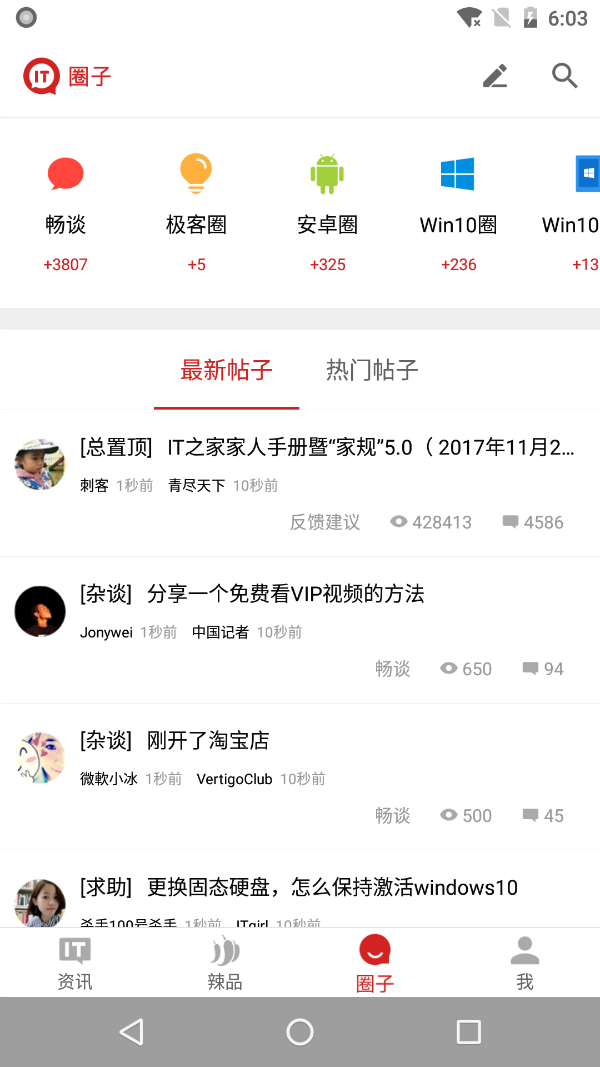 6:03
IT 圈子
畅谈 极客圈 安卓圈 Win10圈 Win10
+3807 +5 +325 +236 +13
最新帖子 热门帖子
[总置顶] IT之家家人手册暨“家规”5.0（ 2017年11月2...
刺客 1秒前 青尽天下 10秒前
反馈建议 428413 4586
[杂谈] 分享一个免费看VIP视频的方法
Jonywei 1秒前 中国记者 10秒前
畅谈 650 94
[杂谈] 刚开了淘宝店
微軟小冰 1秒前 VertigoClub 10秒前
畅谈 500 45
[求助] 更换固态硬盘，怎么保持激活windows10
杀手100号杀手 1秒前 ITgirl 10秒前
IT
资讯 辣品 圈子 我